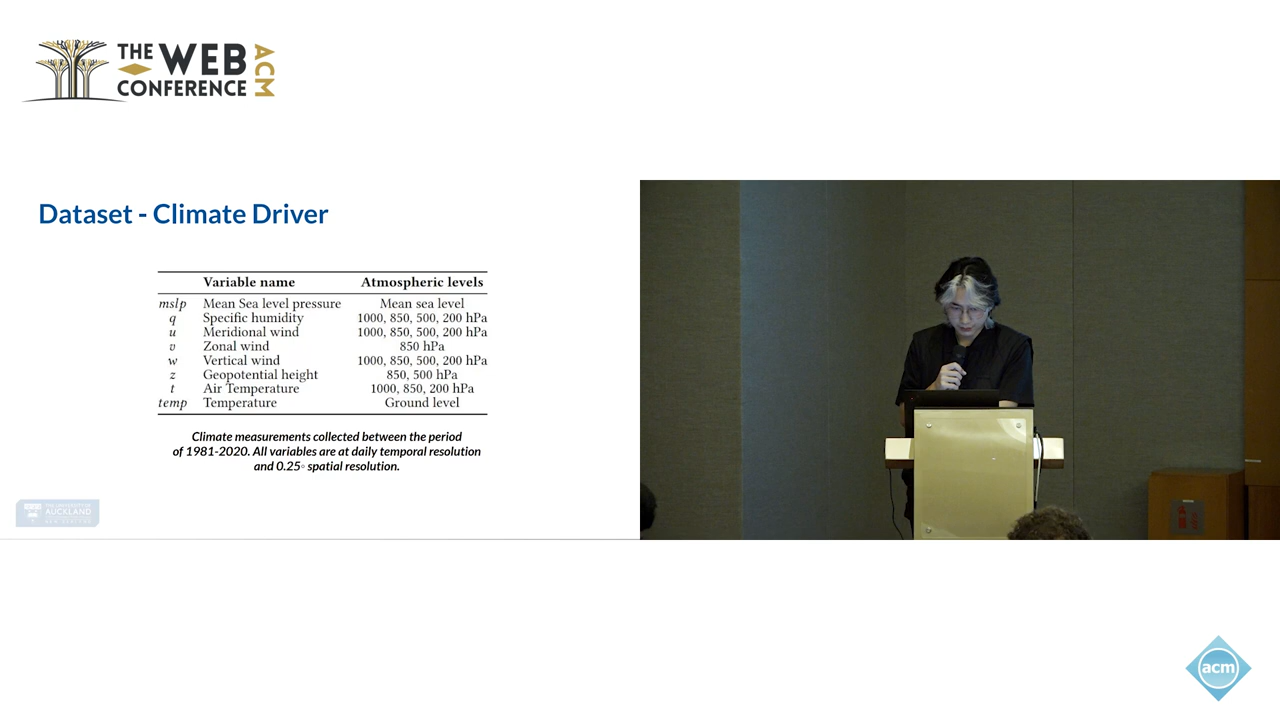 THE WEB
CONFERENCE
ACM
Dataset - Climate Driver
Variable name Atmospheric levels
mslp Mean Sea level pressure Mean sea level
q Specific humidity 1000, 850, 500, 200 hPa
u Meridional wind 1000, 850, 500, 200 hPa
v Zonal wind 850 hPa
w Vertical wind 1000, 850, 500, 200 hPa
z Geopotential height 850, 500 hPa
t Air Temperature 1000, 850, 200 hPa
temp Temperature Ground level
Climate measurements collected between the period
of 1981-2020. All variables are at daily temporal resolution
and 0.25◦ spatial resolution.
THE UNIVERSITY OF
AUCKLAND
acm